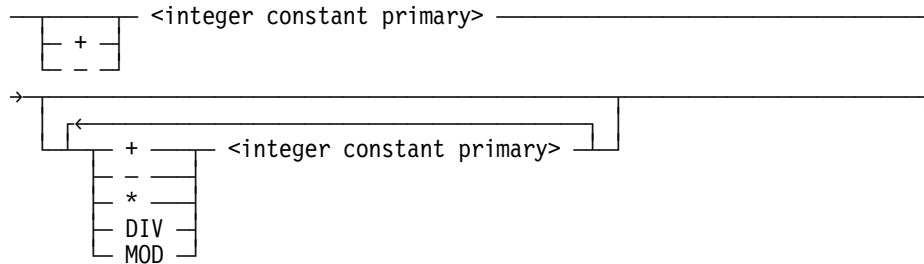 <integer constant primary>
+
-
+ <integer constant primary>
-
*
DIV
MOD